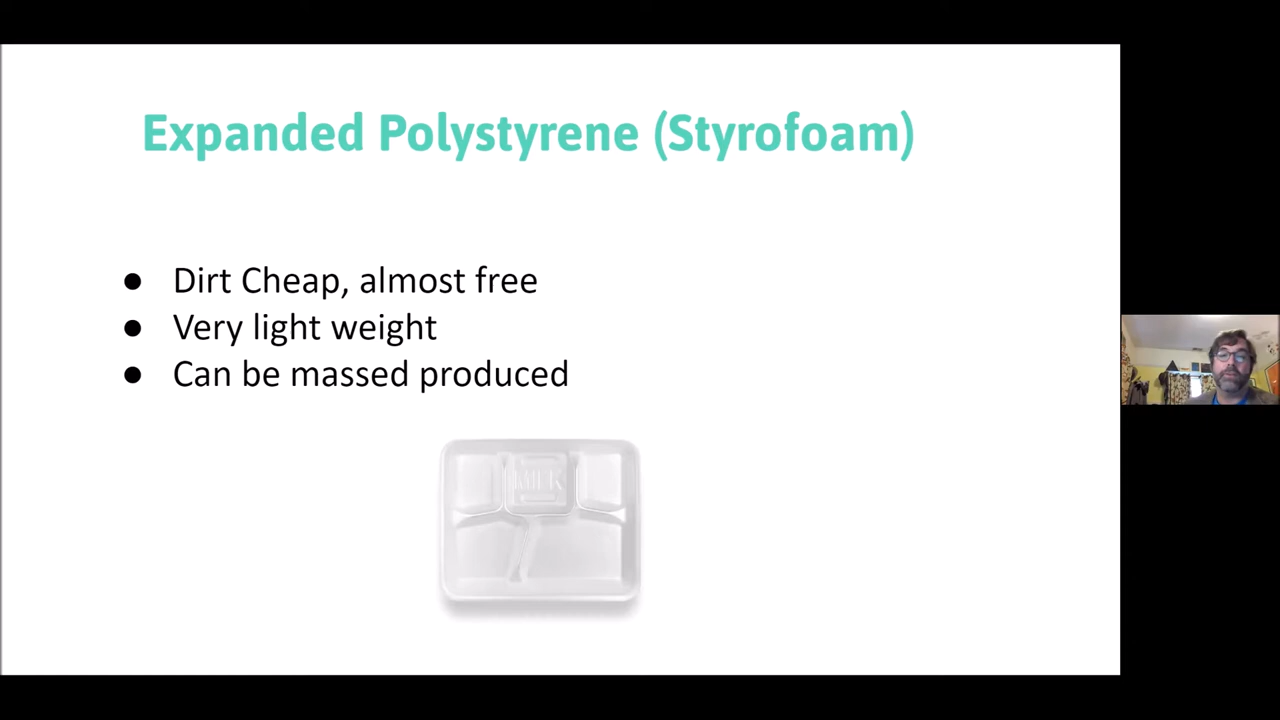 Expanded Polystyrene (Styrofoam)
● Dirt Cheap, almost free
● Very light weight
● Can be massed produced
MILK